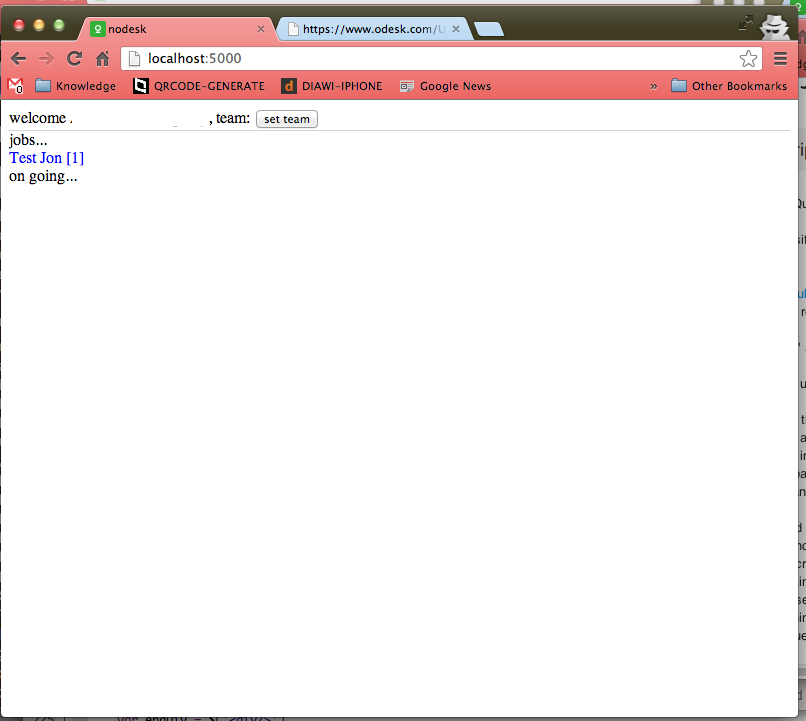 nodesk
https://www.odesk.com/U
localhost:5000
0
Knowledge
QRCODE-GENERATE
d
DIAWI-IPHONE
Google News
»
Other Bookmarks
welcome . , team: set team
jobs...
Test Jon [1]
on going...